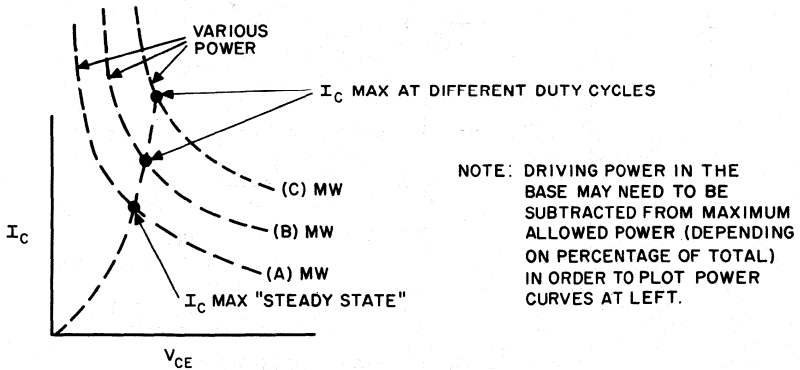 VARIOUS
POWER
I_C MAX AT DIFFERENT DUTY CYCLES
(C) MW
(B) MW
(A) MW
I_C
I_C MAX "STEADY STATE"
V_CE
NOTE: DRIVING POWER IN THE
BASE MAY NEED TO BE
SUBTRACTED FROM MAXIMUM
ALLOWED POWER (DEPENDING
ON PERCENTAGE OF TOTAL)
IN ORDER TO PLOT POWER
CURVES AT LEFT.